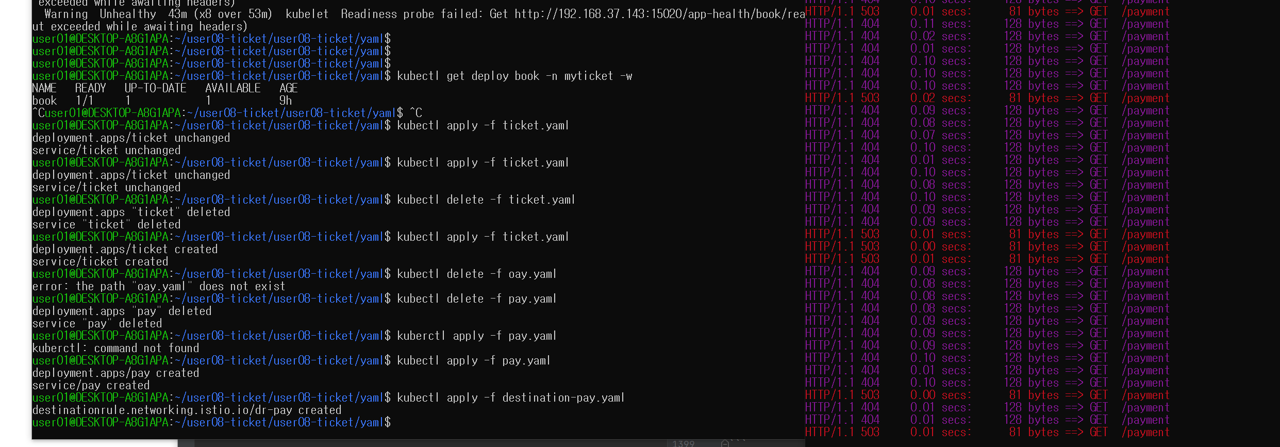 exceeded while awaiting headers)
Warning  Unhealthy  43m (x8 over 53m)  kubelet  Readiness probe failed: Get http://192.168.37.143:15020/app-health/book/rea
ut exceeded while awaiting headers)
user01@DESKTOP-A8G1APA:~/user08-ticket/user08-ticket/yaml$
user01@DESKTOP-A8G1APA:~/user08-ticket/user08-ticket/yaml$
user01@DESKTOP-A8G1APA:~/user08-ticket/user08-ticket/yaml$
user01@DESKTOP-A8G1APA:~/user08-ticket/user08-ticket/yaml$ kubectl get deploy book -n myticket -w
NAME   READY   UP-TO-DATE   AVAILABLE   AGE
book   1/1     1            1           9h
^Cuser01@DESKTOP-A8G1APA:~/user08-ticket/user08-ticket/yaml$ ^C
user01@DESKTOP-A8G1APA:~/user08-ticket/user08-ticket/yaml$ kubectl apply -f ticket.yaml
deployment.apps/ticket unchanged
service/ticket unchanged
user01@DESKTOP-A8G1APA:~/user08-ticket/user08-ticket/yaml$ kubectl apply -f ticket.yaml
deployment.apps/ticket unchanged
service/ticket unchanged
user01@DESKTOP-A8G1APA:~/user08-ticket/user08-ticket/yaml$ kubectl delete -f ticket.yaml
deployment.apps "ticket" deleted
service "ticket" deleted
user01@DESKTOP-A8G1APA:~/user08-ticket/user08-ticket/yaml$ kubectl apply -f ticket.yaml
deployment.apps/ticket created
service/ticket created
user01@DESKTOP-A8G1APA:~/user08-ticket/user08-ticket/yaml$ kubectl delete -f oay.yaml
error: the path "oay.yaml" does not exist
user01@DESKTOP-A8G1APA:~/user08-ticket/user08-ticket/yaml$ kubectl delete -f pay.yaml
deployment.apps "pay" deleted
service "pay" deleted
user01@DESKTOP-A8G1APA:~/user08-ticket/user08-ticket/yaml$ kuberctl apply -f pay.yaml
kuberctl: command not found
user01@DESKTOP-A8G1APA:~/user08-ticket/user08-ticket/yaml$ kubectl apply -f pay.yaml
deployment.apps/pay created
service/pay created
user01@DESKTOP-A8G1APA:~/user08-ticket/user08-ticket/yaml$ kubectl apply -f destination-pay.yaml
destinationrule.networking.istio.io/dr-pay created
user01@DESKTOP-A8G1APA:~/user08-ticket/user08-ticket/yaml$
HTTP/1.1 503     0.01 secs:      81 bytes ==> GET  /payment
HTTP/1.1 404     0.11 secs:     128 bytes ==> GET  /payment
HTTP/1.1 404     0.02 secs:     128 bytes ==> GET  /payment
HTTP/1.1 404     0.01 secs:     128 bytes ==> GET  /payment
HTTP/1.1 404     0.10 secs:     128 bytes ==> GET  /payment
HTTP/1.1 404     0.10 secs:     128 bytes ==> GET  /payment
HTTP/1.1 404     0.10 secs:     128 bytes ==> GET  /payment
HTTP/1.1 503     0.02 secs:      81 bytes ==> GET  /payment
HTTP/1.1 404     0.09 secs:     128 bytes ==> GET  /payment
HTTP/1.1 404     0.08 secs:     128 bytes ==> GET  /payment
HTTP/1.1 404     0.07 secs:     128 bytes ==> GET  /payment
HTTP/1.1 404     0.10 secs:     128 bytes ==> GET  /payment
HTTP/1.1 404     0.01 secs:     128 bytes ==> GET  /payment
HTTP/1.1 404     0.10 secs:     128 bytes ==> GET  /payment
HTTP/1.1 404     0.08 secs:     128 bytes ==> GET  /payment
HTTP/1.1 404     0.10 secs:     128 bytes ==> GET  /payment
HTTP/1.1 404     0.09 secs:     128 bytes ==> GET  /payment
HTTP/1.1 404     0.09 secs:     128 bytes ==> GET  /payment
HTTP/1.1 503     0.01 secs:      81 bytes ==> GET  /payment
HTTP/1.1 503     0.00 secs:      81 bytes ==> GET  /payment
HTTP/1.1 503     0.01 secs:      81 bytes ==> GET  /payment
HTTP/1.1 404     0.09 secs:     128 bytes ==> GET  /payment
HTTP/1.1 404     0.08 secs:     128 bytes ==> GET  /payment
HTTP/1.1 404     0.08 secs:     128 bytes ==> GET  /payment
HTTP/1.1 404     0.08 secs:     128 bytes ==> GET  /payment
HTTP/1.1 404     0.09 secs:     128 bytes ==> GET  /payment
HTTP/1.1 404     0.09 secs:     128 bytes ==> GET  /payment
HTTP/1.1 404     0.09 secs:     128 bytes ==> GET  /payment
HTTP/1.1 404     0.10 secs:     128 bytes ==> GET  /payment
HTTP/1.1 404     0.01 secs:     128 bytes ==> GET  /payment
HTTP/1.1 404     0.10 secs:     128 bytes ==> GET  /payment
HTTP/1.1 503     0.00 secs:      81 bytes ==> GET  /payment
HTTP/1.1 404     0.01 secs:     128 bytes ==> GET  /payment
HTTP/1.1 404     0.01 secs:     128 bytes ==> GET  /payment
HTTP/1.1 503     0.01 secs:      81 bytes ==> GET  /payment
1399